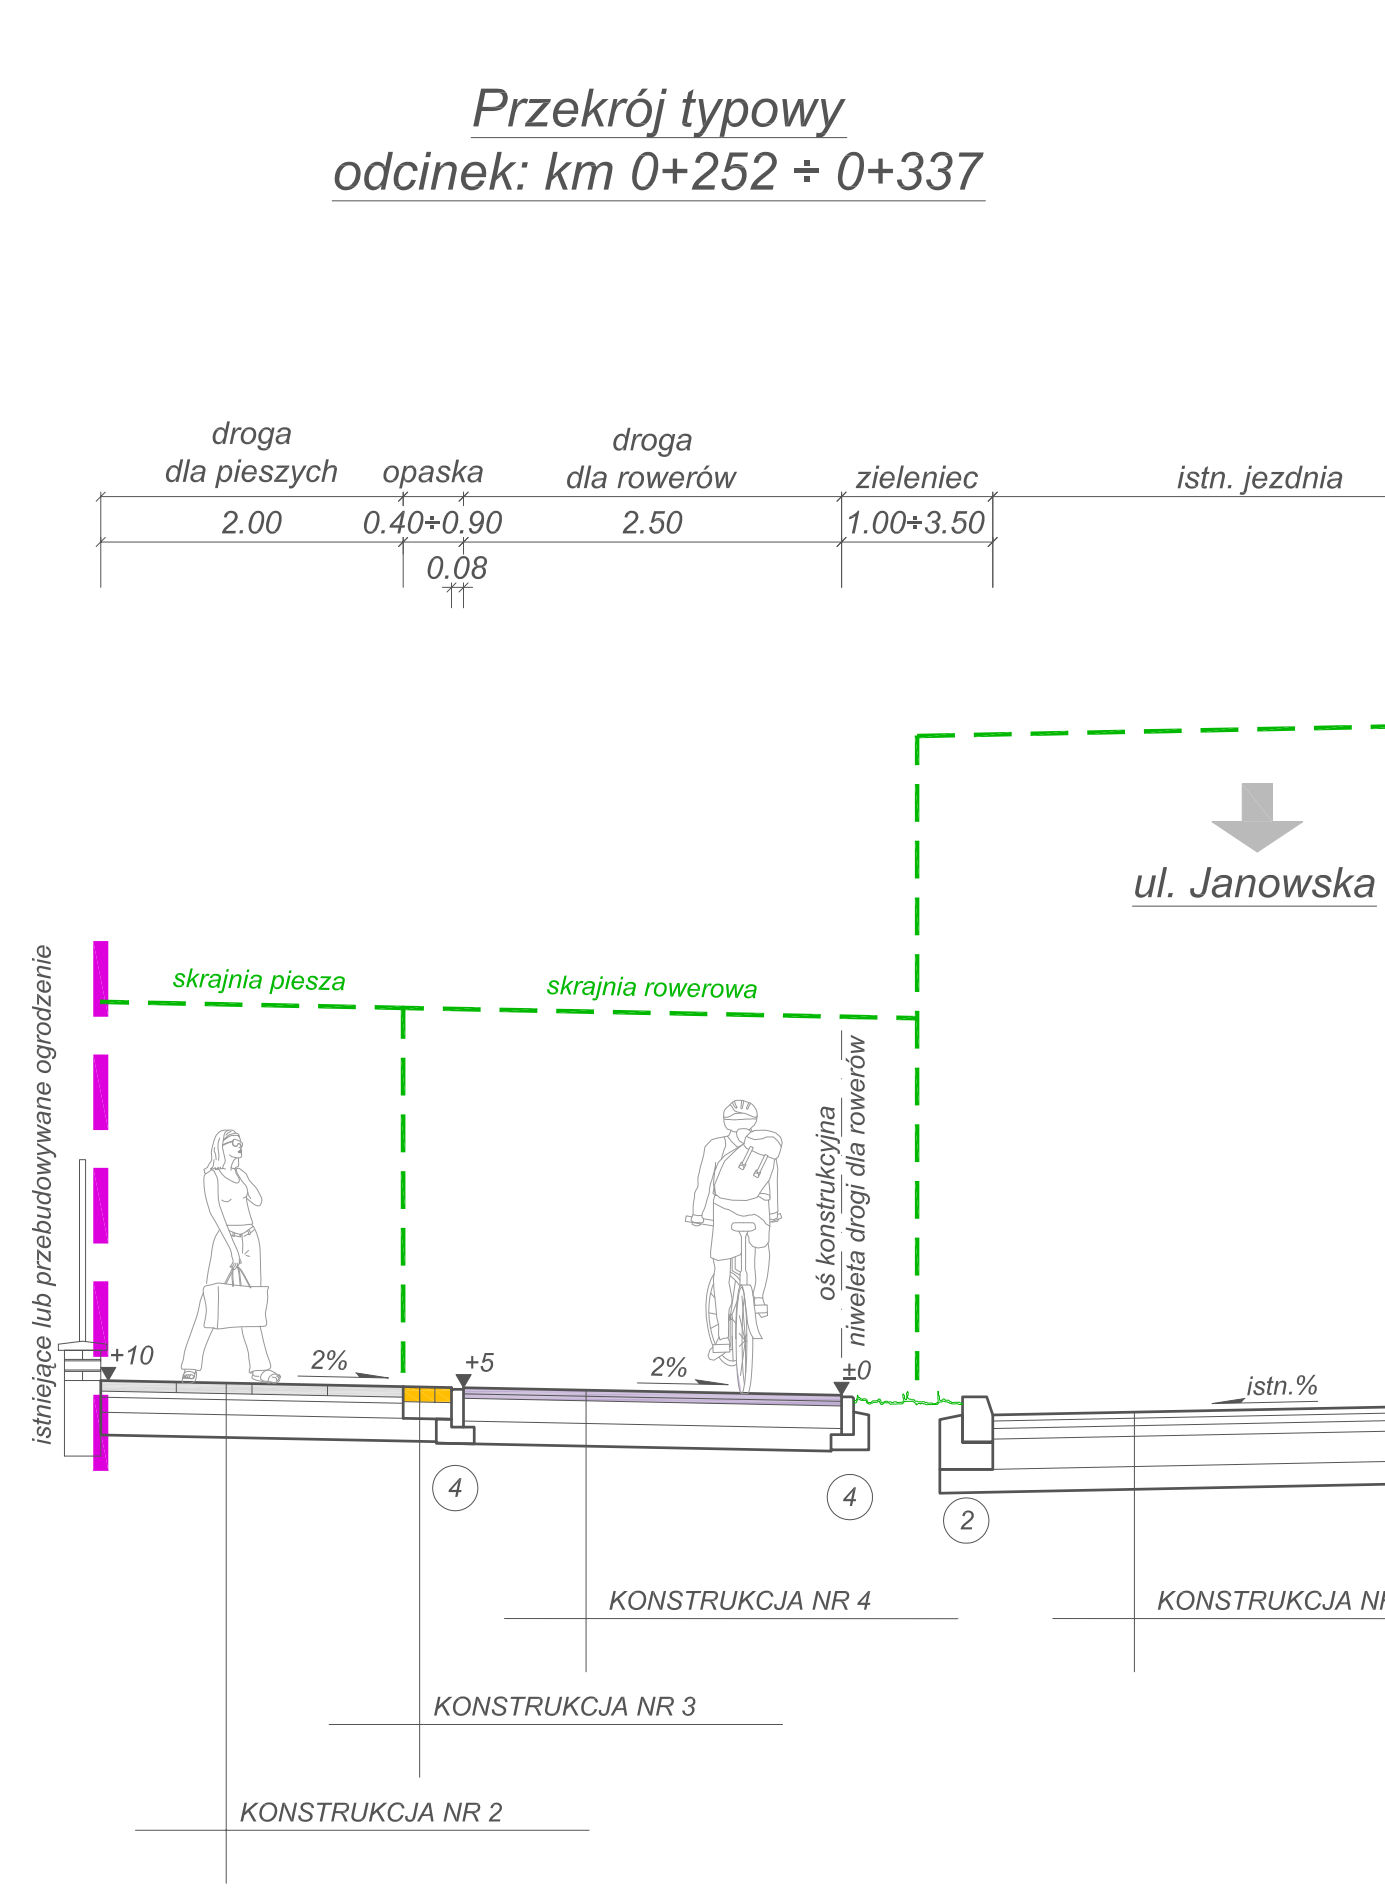 Przekrój typowy
odcinek: km 0+252 ÷ 0+337
droga
dla pieszych
opaska
droga
dla rowerów
zieleniec
istn. jezdnia
2.00
0.40÷0.90
2.50
1.00÷3.50
0.08
ul. Janowska
skrajnia piesza
skrajnia rowerowa
istniejące lub przebudowywane ogrodzenie
oś konstrukcyjna
niweleta drogi dla rowerów
+10
2%
+5
2%
±0
istn.%
4
4
2
KONSTRUKCJA NR 4
KONSTRUKCJA
KONSTRUKCJA NR 3
KONSTRUKCJA NR 2